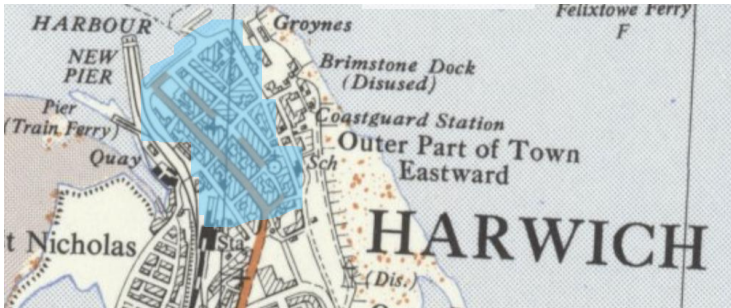 HARBOUR
Groynes
Felixtowe Ferry
F
NEW
PIER
Brimstone Dock
(Disused)
Pier
(Train Ferry)
Coastguard Station
Quay
Sch
Outer Part of Town
Eastward
HARWICH
t Nicholas
Sta
(Dis.)